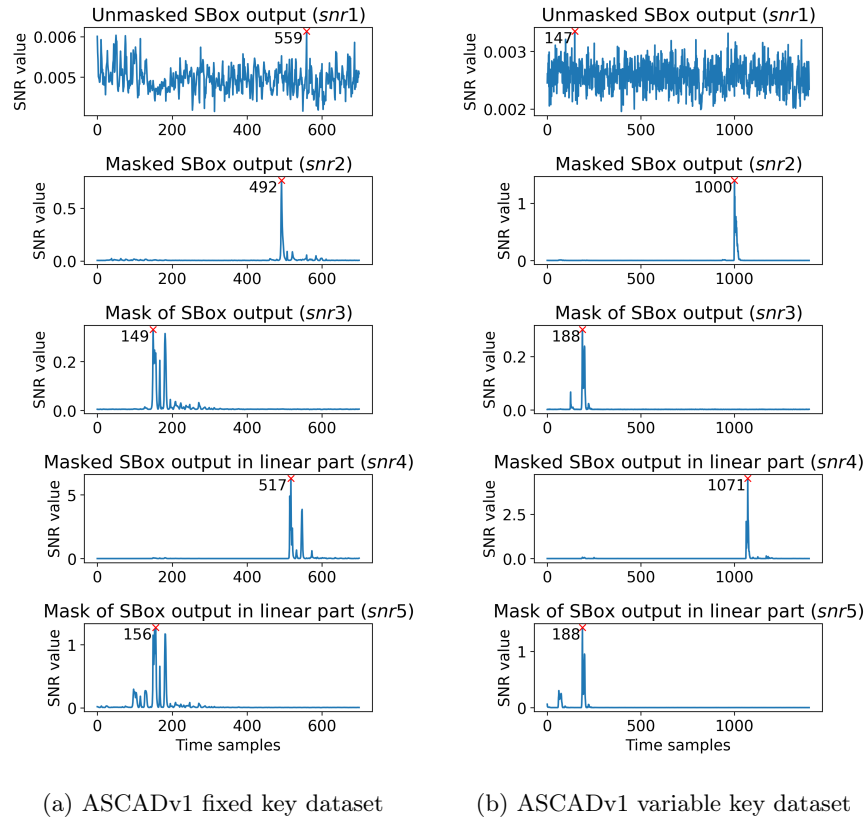 Unmasked SBox output (snr1)
SNR value
0.006
0.005
559
0 200 400 600
Masked SBox output (snr2)
SNR value
0.5
0.0
492
0 200 400 600
Mask of SBox output (snr3)
SNR value
0.2
0.0
149
0 200 400 600
Masked SBox output in linear part (snr4)
SNR value
5
0
517
0 200 400 600
Mask of SBox output in linear part (snr5)
SNR value
1
0
156
0 200 400 600
Time samples
(a) ASCADv1 fixed key dataset
Unmasked SBox output (snr1)
SNR value
0.003
0.002
147
0 500 1000
Masked SBox output (snr2)
SNR value
1
0
1000
0 500 1000
Mask of SBox output (snr3)
SNR value
0.2
0.0
188
0 500 1000
Masked SBox output in linear part (snr4)
SNR value
2.5
0.0
1071
0 500 1000
Mask of SBox output in linear part (snr5)
SNR value
1
0
188
0 500 1000
Time samples
(b) ASCADv1 variable key dataset